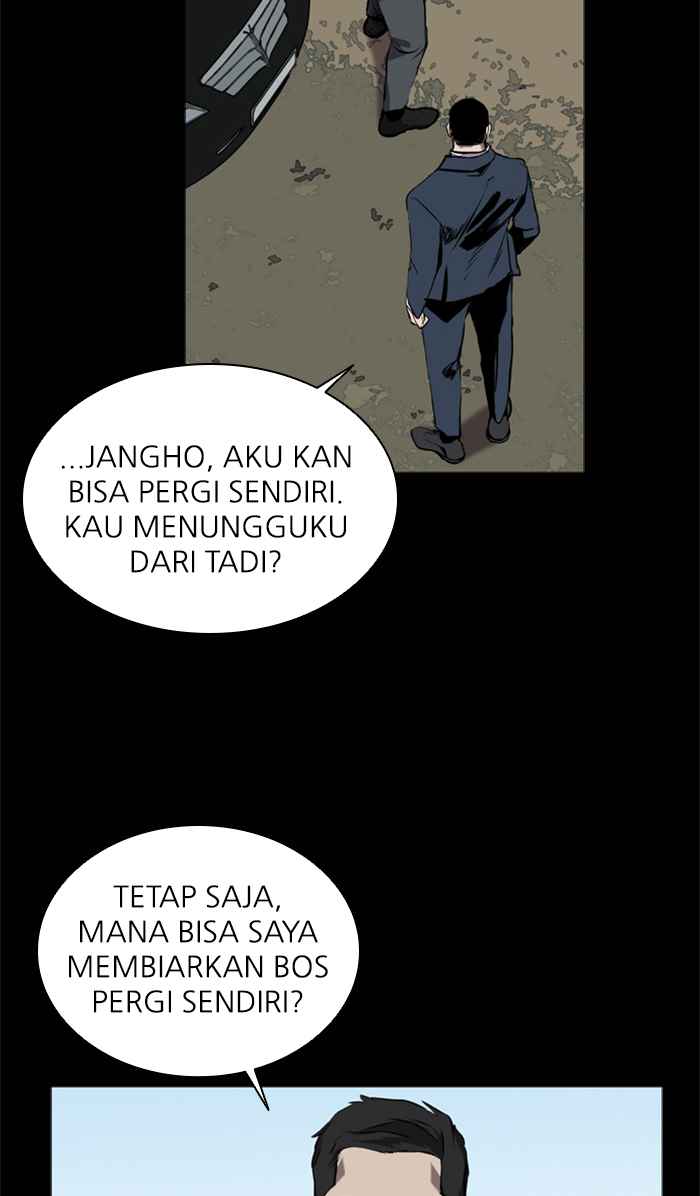 ...JANGHO, AKU KAN
BISA PERGI SENDIRI.
KAU MENUNGGUKU
DARI TADI?
TETAP SAJA,
MANA BISA SAYA
MEMBIARKAN BOS
PERGI SENDIRI?